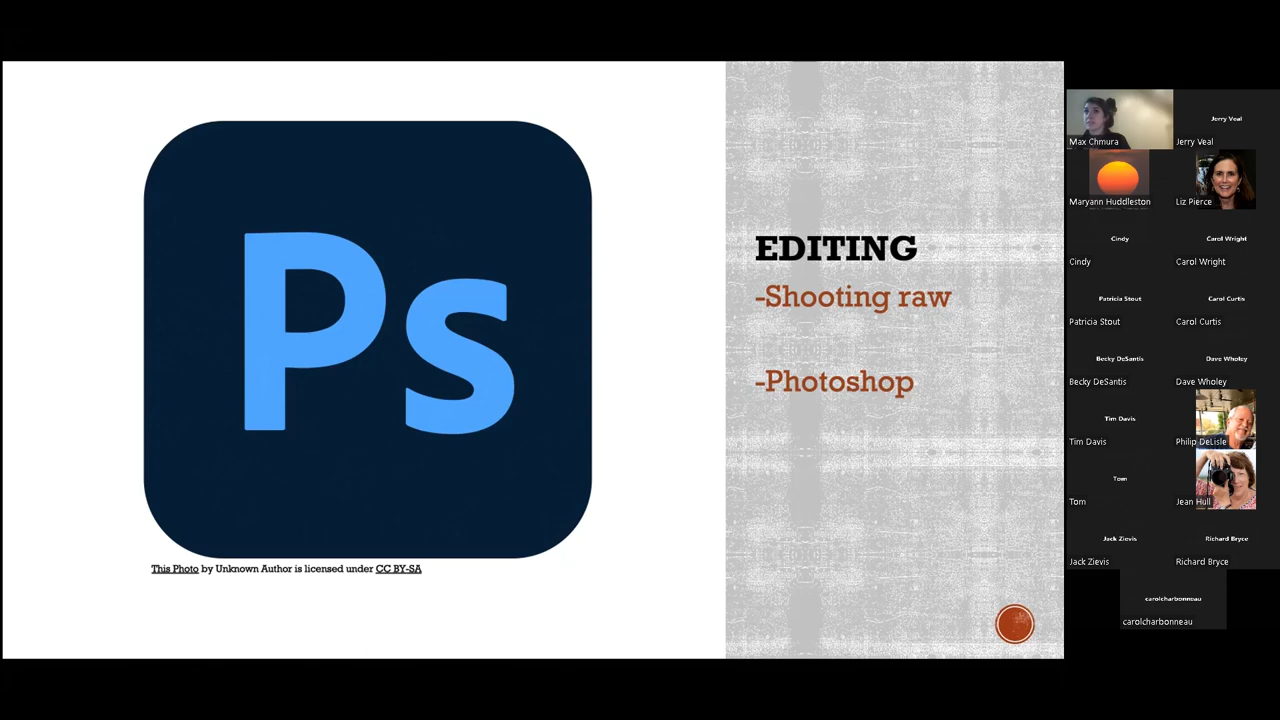 Ps
This Photo by Unknown Author is licensed under CC BY-SA
EDITING
-Shooting raw
-Photoshop
Max Chmura
Jerry Veal
Jerry Veal
Maryann Huddleston
Liz Pierce
Cindy
Cindy
Carol Wright
Carol Wright
Patricia Stout
Patricia Stout
Carol Curtis
Carol Curtis
Becky DeSantis
Becky DeSantis
Dave Wholey
Dave Wholey
Tim Davis
Tim Davis
Philip DeLisle
Tom
Tom
Jean Hull
Jack Zievis
Jack Zievis
Richard Bryce
Richard Bryce
carolcharbonneau
carolcharbonneau